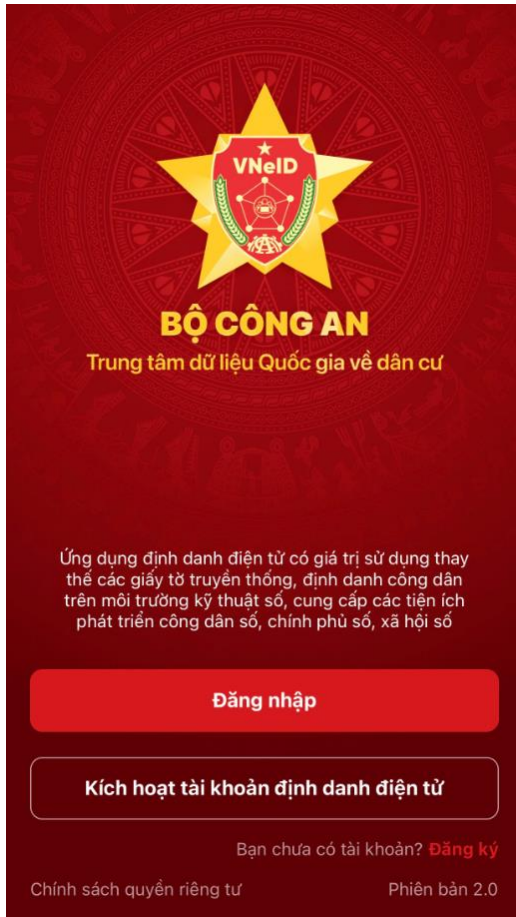 VNeID
BỘ CÔNG AN
Trung tâm dữ liệu Quốc gia về dân cư
Ứng dụng định danh điện tử có giá trị sử dụng thay
thế các giấy tờ truyền thống, định danh công dân
trên môi trường kỹ thuật số, cung cấp các tiện ích
phát triển công dân số, chính phủ số, xã hội số
Đăng nhập
Kích hoạt tài khoản định danh điện tử
Bạn chưa có tài khoản? Đăng ký
Chính sách quyền riêng tư Phiên bản 2.0